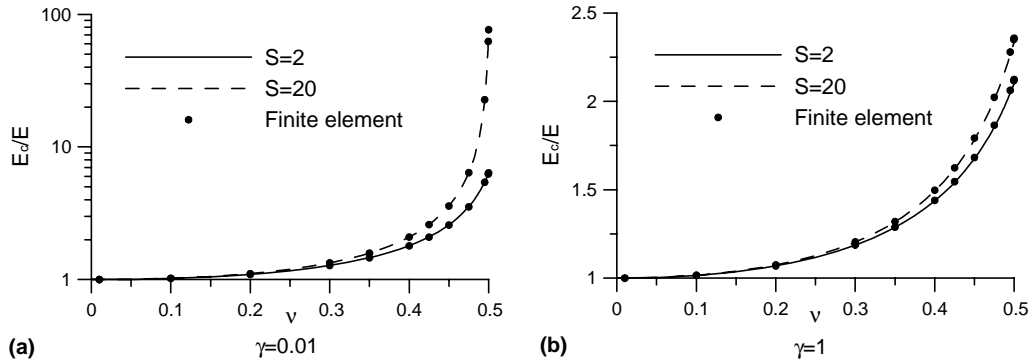 100
10
1
E_c/E
S=2
S=20
Finite element
0 0.1 0.2 0.3 0.4 0.5
ν
(a)
γ=0.01
2.5
2
1.5
1
E_c/E
S=2
S=20
Finite element
0 0.1 0.2 0.3 0.4 0.5
ν
(b)
γ=1